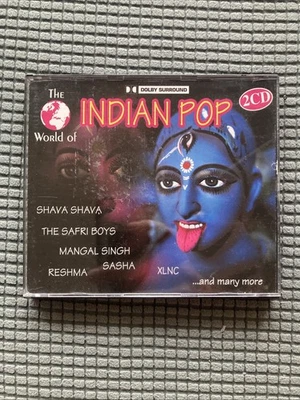 DOLBY SURROUND
The
World of
INDIAN POP
2CD
SHAVA SHAVA
THE SAFRI BOYS
MANGAL SINGH
SASHA
RESHMA
XLNC
...and many more